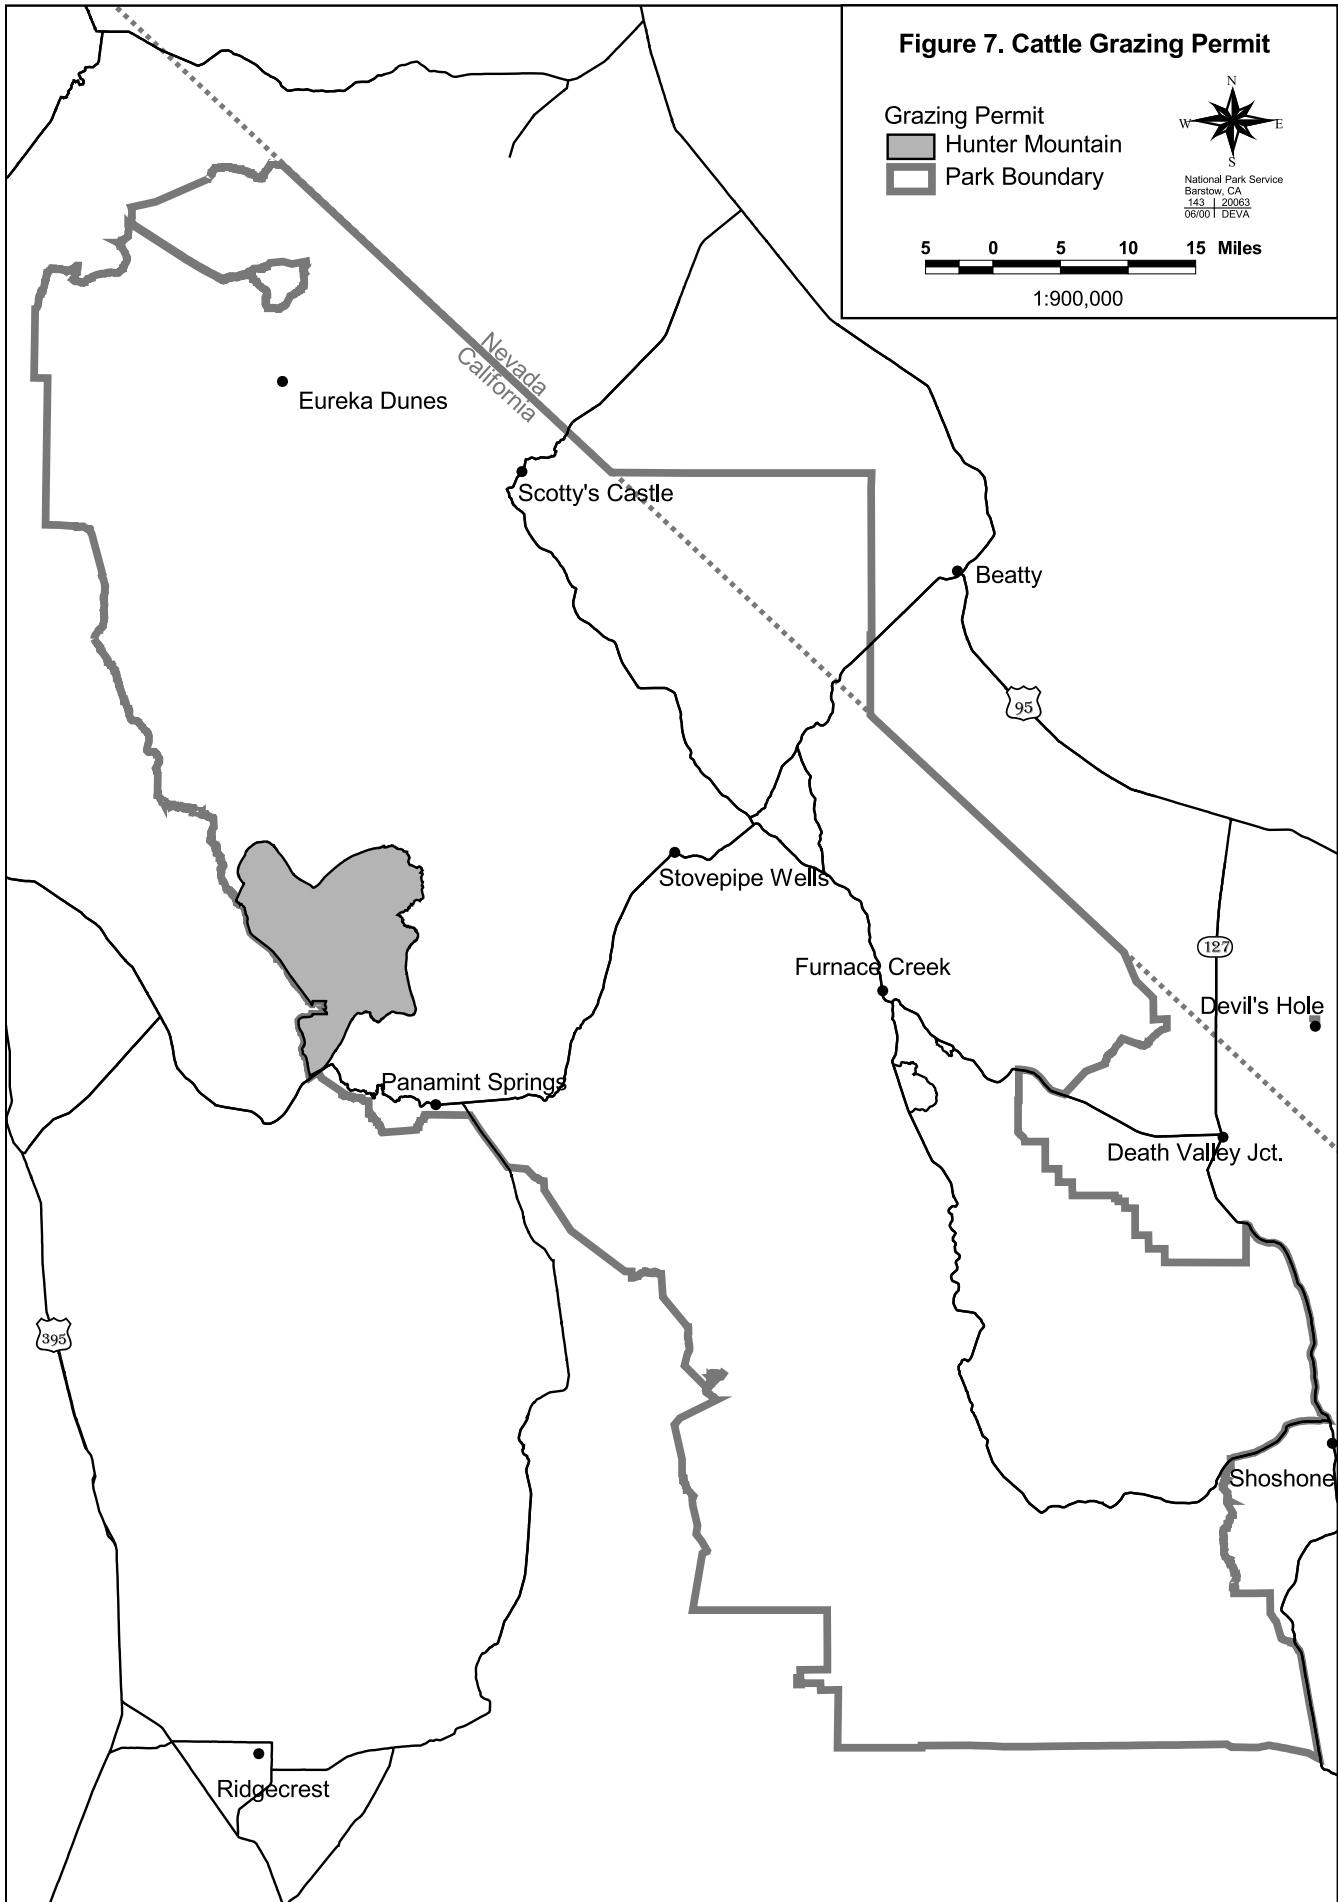 Figure 7. Cattle Grazing Permit
Grazing Permit
Hunter Mountain
Park Boundary
N
W E
S
National Park Service
Barstow, CA
143 | 20063
06/00 | DEVA
5 0 5 10 15 Miles
1:900,000
Nevada
California
Eureka Dunes
Scotty's Castle
Beatty
95
Stovepipe Wells
127
Furnace Creek
Devil's Hole
Panamint Springs
Death Valley Jct.
395
Shoshone
Ridgecrest